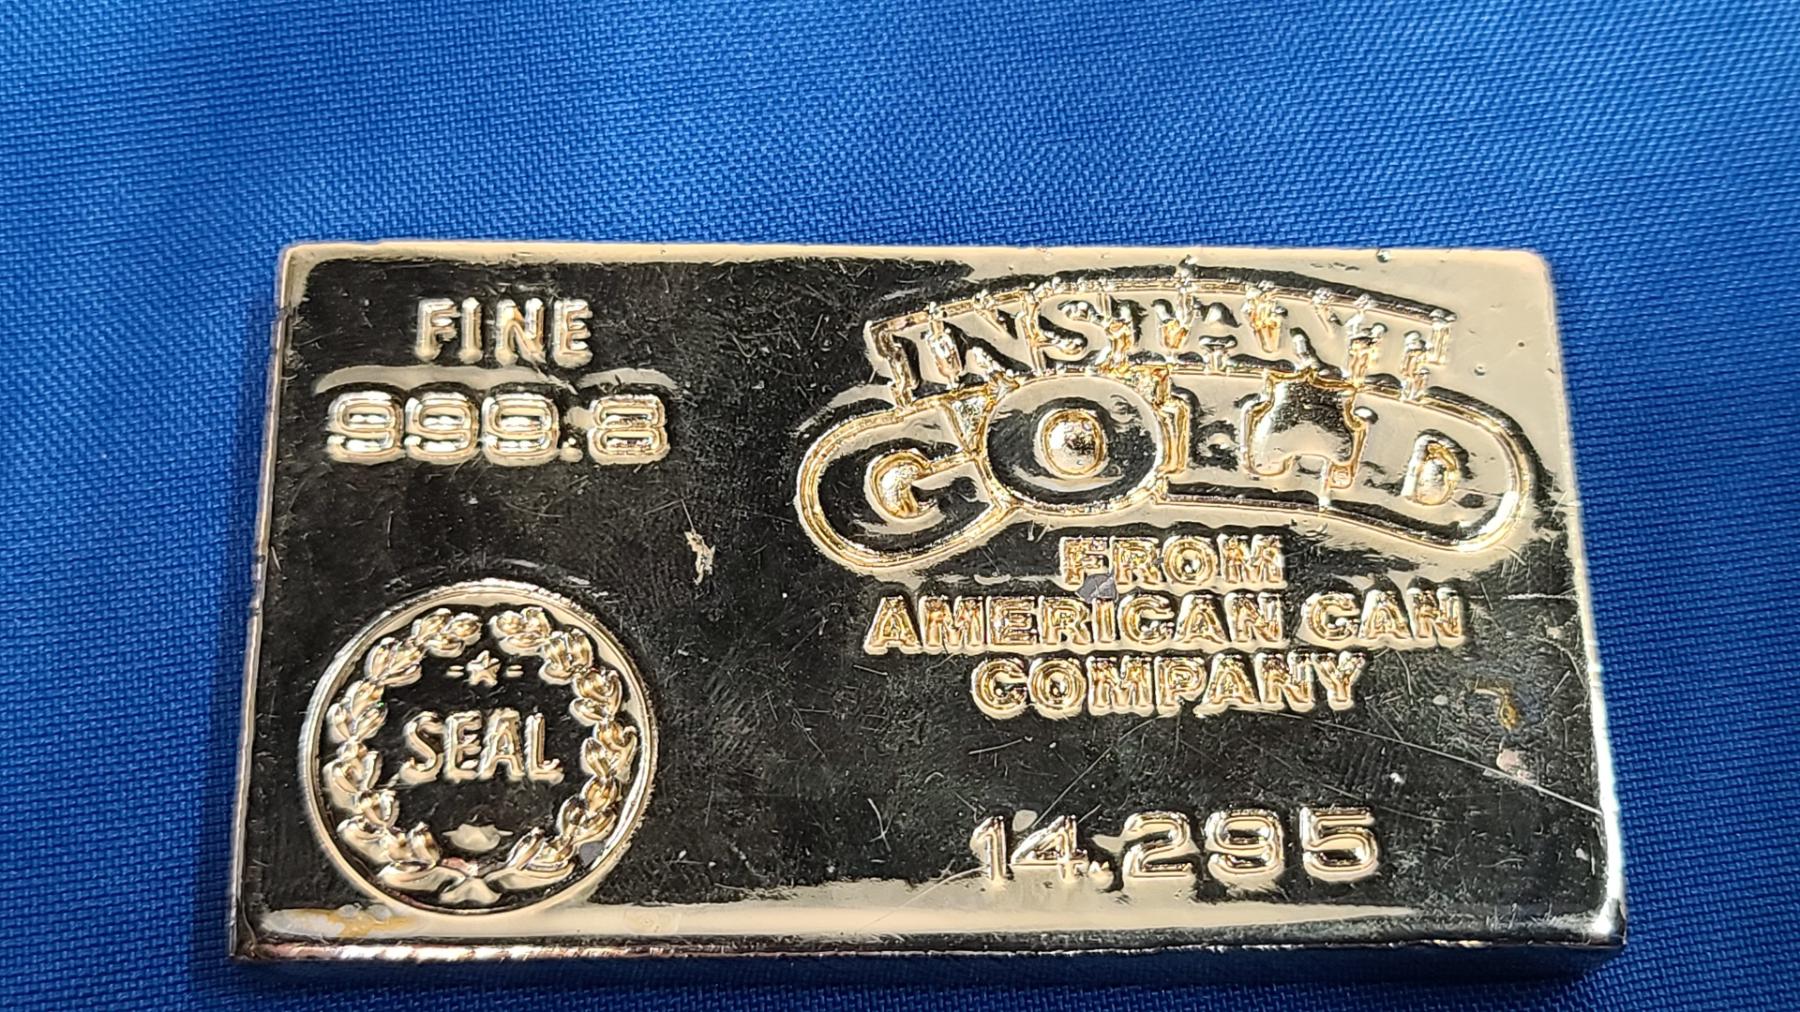 FINE
999.8
INSTANT
GOLD
FROM
AMERICAN CAN
COMPANY
SEAL
14.295